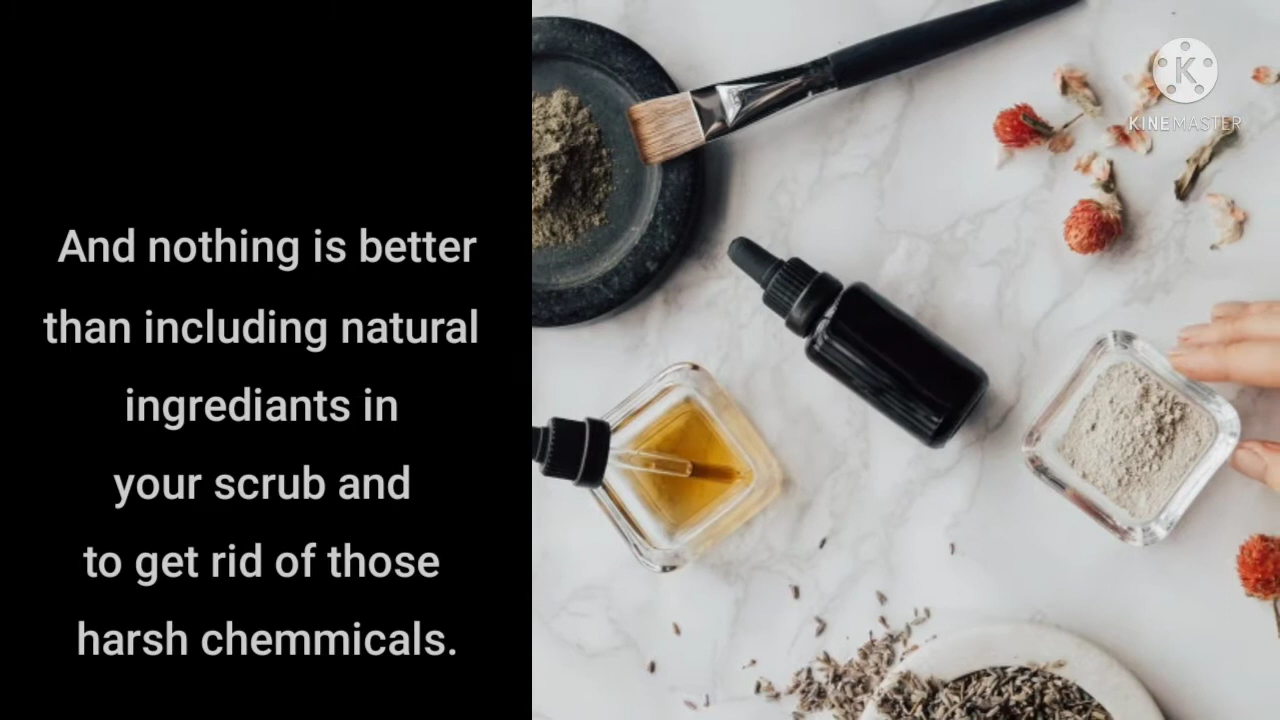 And nothing is better
than including natural
ingrediants in
your scrub and
to get rid of those
harsh chemmicals.
K
KINEMASTER